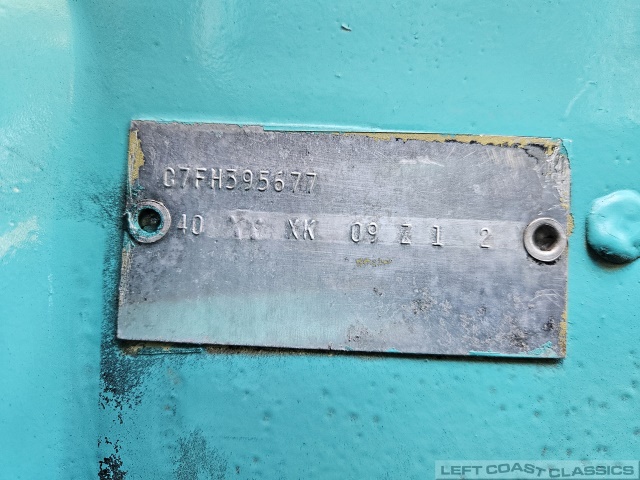 C7FH395677
40 XK 09 Z 1 2
LEFT COAST CLASSICS